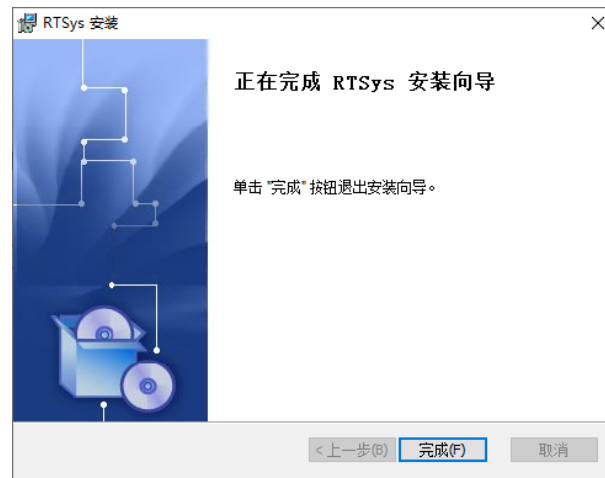 RTSys 安装
正在完成 RTSys 安装向导
单击 "完成" 按钮退出安装向导。
<上一步(B)
完成(F)
取消